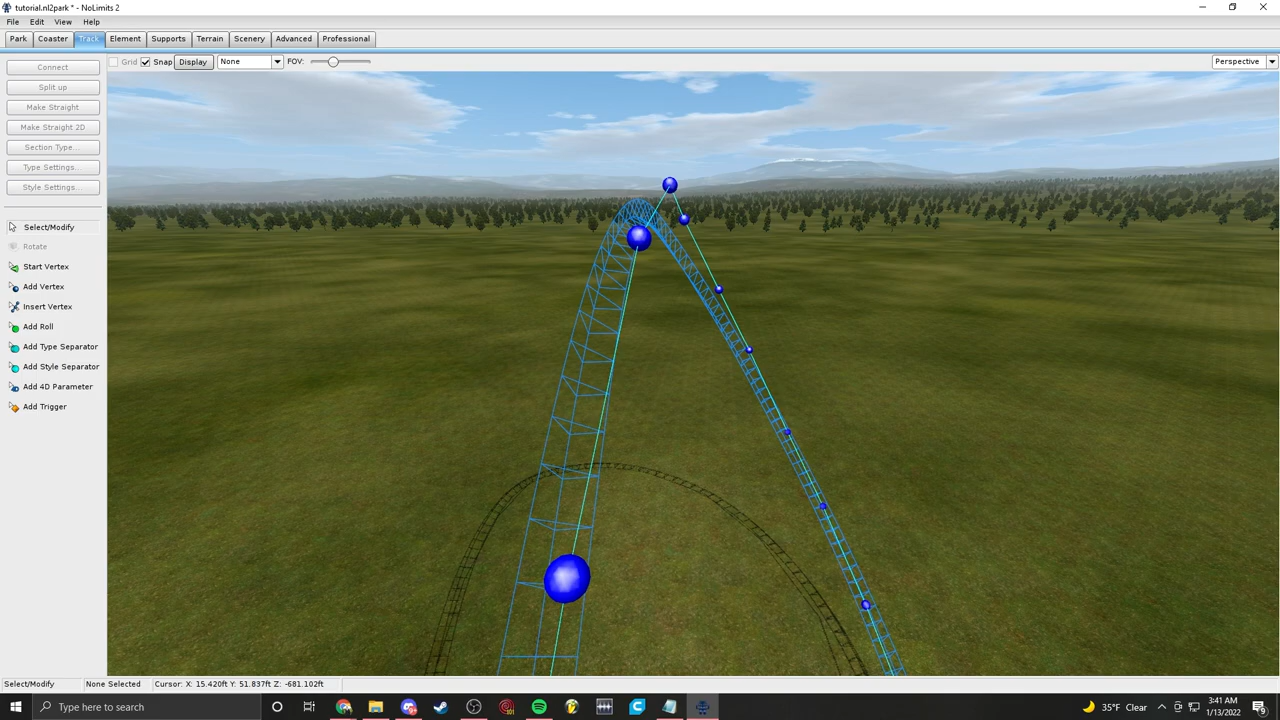 tutorial.nl2park * - NoLimits 2
File Edit View Help
Park Coaster Track Element Supports Terrain Scenery Advanced Professional
Grid Snap Display None FOV: Perspective
Connect
Split up
Make Straight
Make Straight 2D
Section Type...
Type Settings...
Style Settings...
Select/Modify
Rotate
Start Vertex
Add Vertex
Insert Vertex
Add Roll
Add Type Separator
Add Style Separator
Add 4D Parameter
Add Trigger
Select/Modify None Selected Cursor: X: 15.420ft Y: 51.837ft Z: -681.102ft
Type here to search 35°F Clear 3:41 AM
1/13/2022